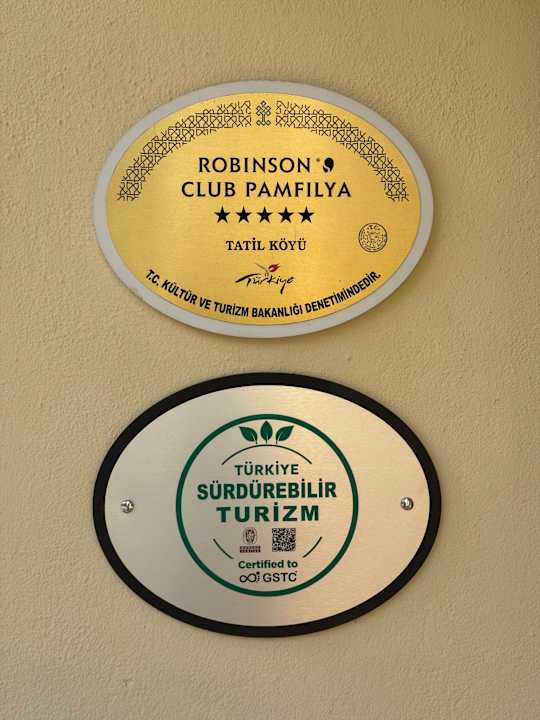 ROBINSON
CLUB PAMFILYA
★★★★★
TATİL KÖYÜ
Türkiye
T.C. KÜLTÜR VE TURİZM BAKANLIĞI DENETİMİNDEDİR.
TÜRKİYE
SÜRDÜREBİLİR
TURİZM
Certified to
GSTC